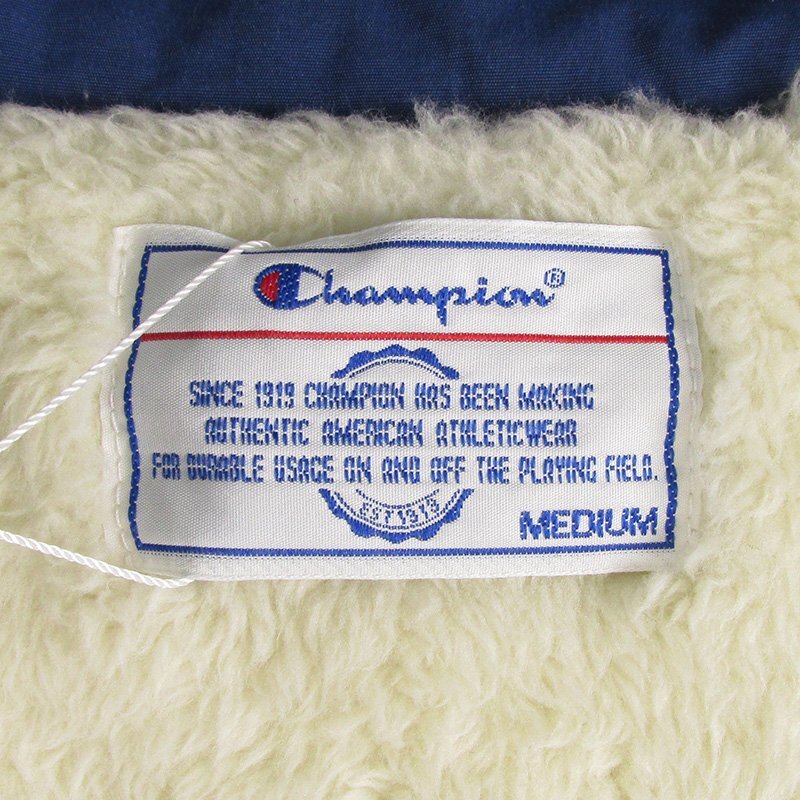 Champion®
SINCE 1919 CHAMPION HAS BEEN MAKING
AUTHENTIC AMERICAN ATHLETICWEAR
FOR DURABLE USAGE ON AND OFF THE PLAYING FIELD.
EST 1919
MEDIUM